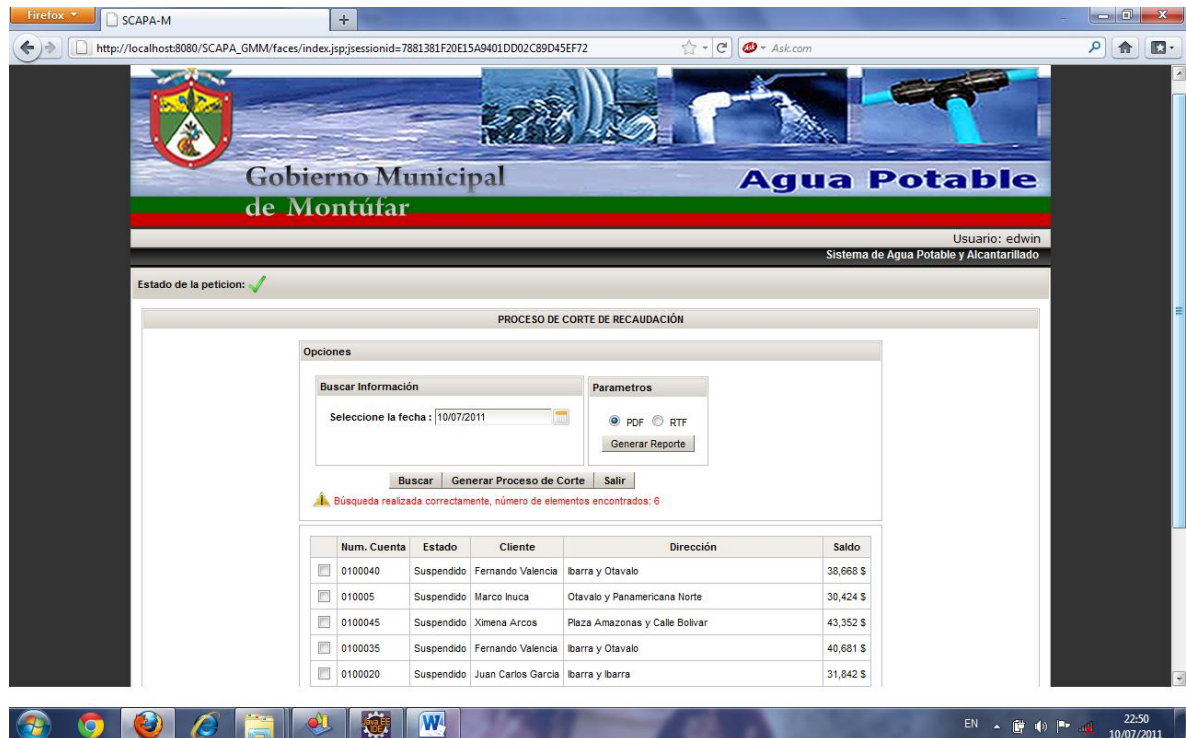 Firefox
SCAPA-M
http://localhost:8080/SCAPA_GMM/faces/index.jsp;jsessionid=7881381F20E15A9401DD02C89D45EF72
Ask.com
Gobierno Municipal
de Montúfar
Agua Potable
Usuario: edwin
Sistema de Agua Potable y Alcantarillado
Estado de la peticion:
PROCESO DE CORTE DE RECAUDACIÓN
Opciones
Buscar Información
Parametros
Seleccione la fecha : 10/07/2011
PDF RTF
Generar Reporte
Buscar Generar Proceso de Corte Salir
Búsqueda realizada correctamente, número de elementos encontrados: 6
Num. Cuenta Estado Cliente Dirección Saldo
0100040 Suspendido Fernando Valencia Ibarra y Otavalo 38,668 $
010005 Suspendido Marco Inuca Otavalo y Panamericana Norte 30,424 $
0100045 Suspendido Ximena Arcos Plaza Amazonas y Calle Bolivar 43,352 $
0100035 Suspendido Fernando Valencia Ibarra y Otavalo 40,681 $
0100020 Suspendido Juan Carlos Garcia Ibarra y Ibarra 31,842 $
Java EE
IDE
EN
22:50
10/07/2011